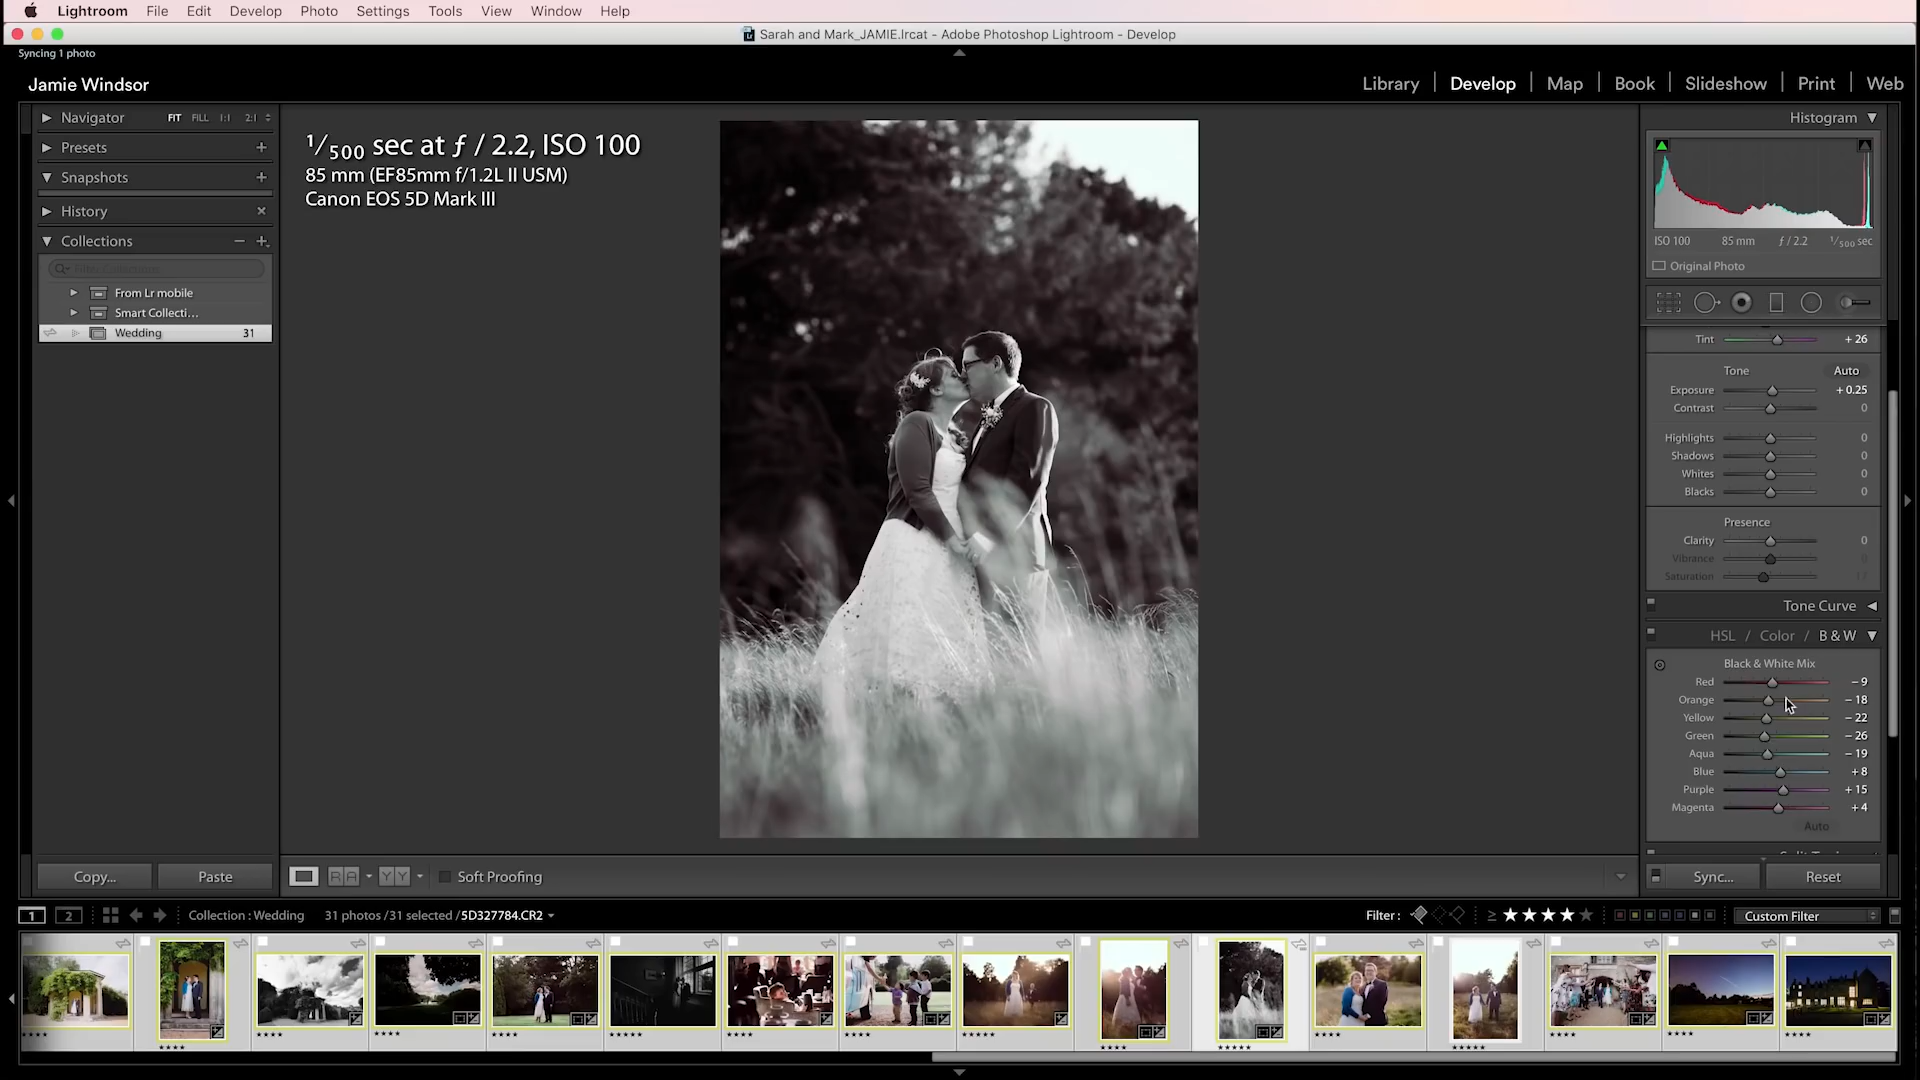 Lightroom File Edit Develop Photo Settings Tools View Window Help
Sarah and Mark_JAMIE.lrcat - Adobe Photoshop Lightroom - Develop
Syncing 1 photo
Jamie Windsor
Library Develop Map Book Slideshow Print Web
Navigator FIT FILL 1:1 2:1
Presets
Snapshots
History
Collections
Filter Collections
From Lr mobile
Smart Collecti...
Wedding 31
Copy... Paste
1/500 sec at ƒ / 2.2, ISO 100
85 mm (EF85mm f/1.2L II USM)
Canon EOS 5D Mark III
Histogram
ISO 100 85 mm ƒ / 2.2 1/500 sec
Original Photo
Tint + 26
Tone Auto
Exposure + 0.25
Contrast 0
Highlights 0
Shadows 0
Whites 0
Blacks 0
Presence
Clarity 0
Vibrance
Saturation
Tone Curve
HSL / Color / B & W
Black & White Mix
Red – 9
Orange – 18
Yellow – 22
Green – 26
Aqua – 19
Blue + 8
Purple + 15
Magenta + 4
Auto
Sync... Reset
R A Y Y Soft Proofing
1 2 Collection : Wedding 31 photos / 31 selected / 5D327784.CR2 Filter : ≥ Custom Filter